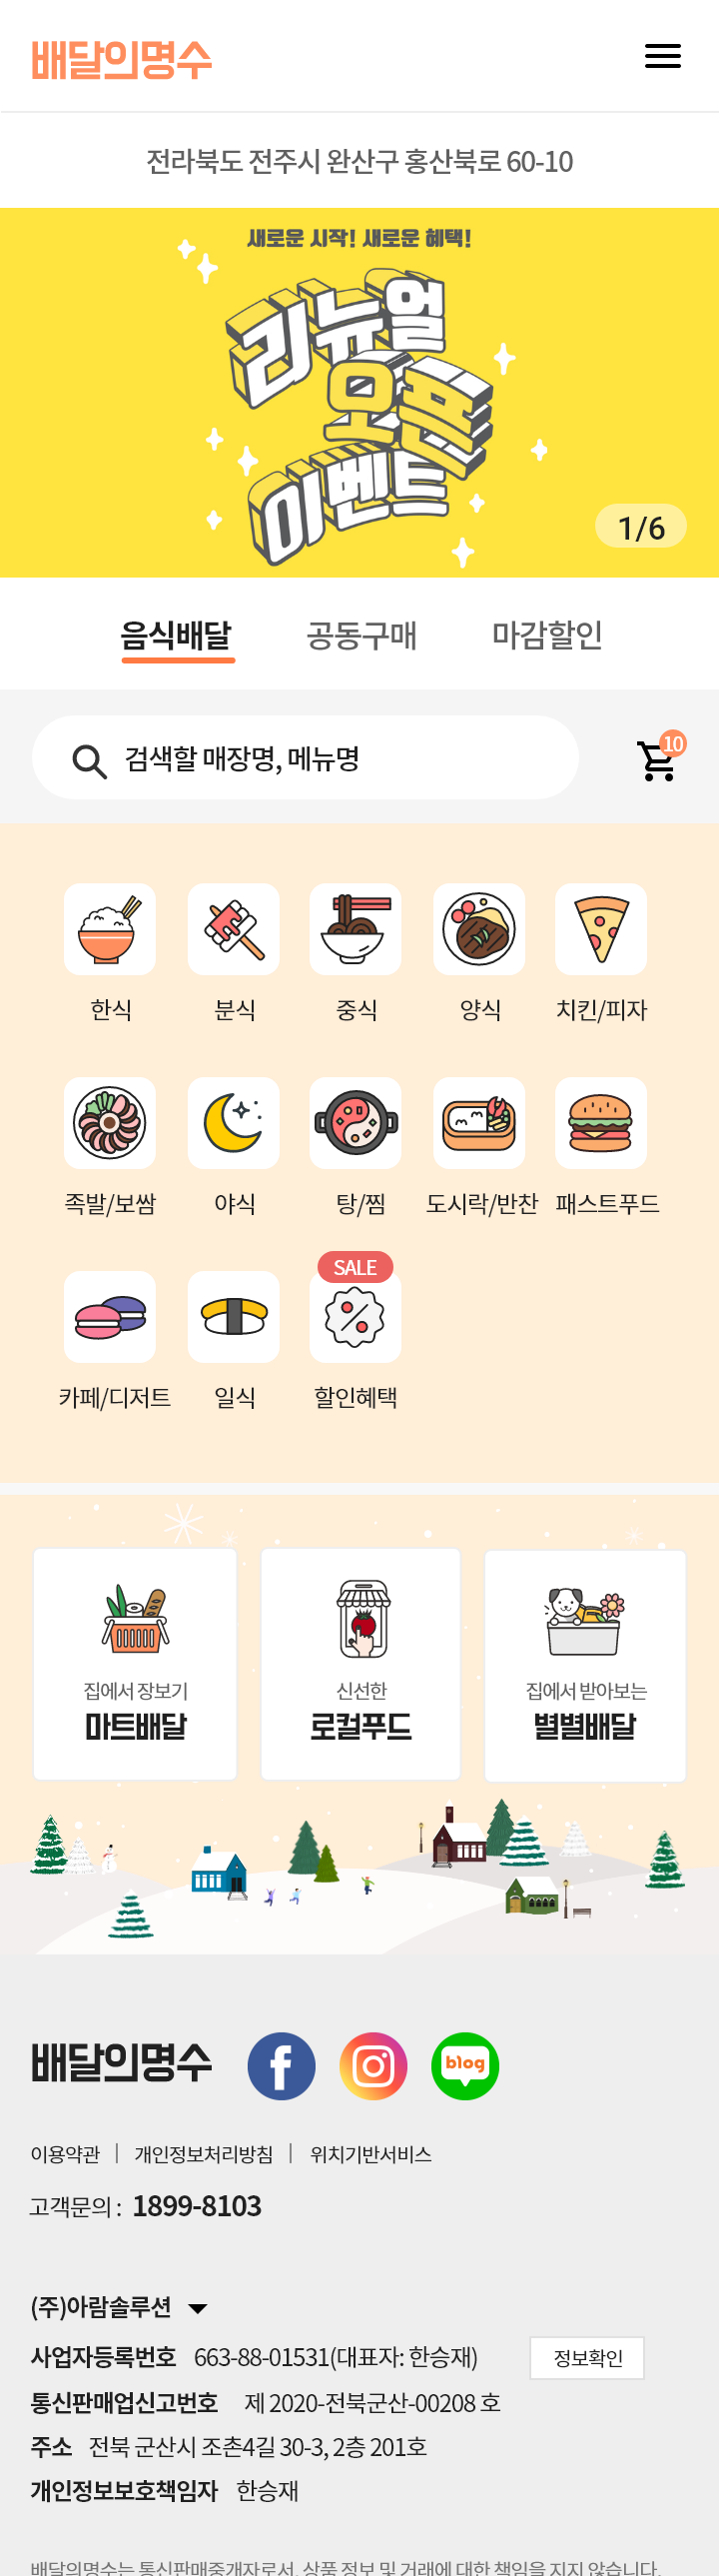 배달의명수
전라북도 전주시 완산구 홍산북로 60-10
새로운 시작! 새로운 혜택!
리뉴얼
오픈
이벤트
1/6
음식배달 공동구매 마감할인
검색할 매장명, 메뉴명 10
한식 분식 중식 양식 치킨/피자
족발/보쌈 야식 탕/찜 도시락/반찬 패스트푸드
SALE
카페/디저트 일식 할인혜택
집에서 장보기 신선한 집에서 받아보는
마트배달 로컬푸드 별별배달
배달의명수 f blog
이용약관 | 개인정보처리방침 | 위치기반서비스
고객문의 : 1899-8103
(주)아람솔루션
사업자등록번호 663-88-01531(대표자: 한승재) 정보확인
통신판매업신고번호 제 2020-전북군산-00208 호
주소 전북 군산시 조촌4길 30-3, 2층 201호
개인정보보호책임자 한승재
배달의명수는 통신판매중개자로서, 상품 정보 및 거래에 대한 책임을 지지 않습니다.